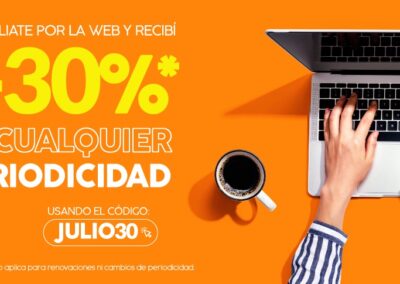 LIATE POR LA WEB Y RECIBÍ
-30%*
CUALQUIER
RIODICIDAD
USANDO EL CÓDIGO:
JULIO30
o aplica para renovaciones ni cambios de periodicidad.